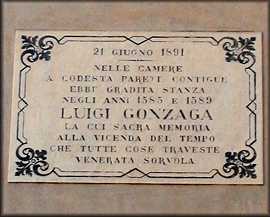 21 GIUGNO 1891
NELLE CAMERE
A CODESTA PARETE CONTIGUE
EBBE GRADITA STANZA
NEGLI ANNI 1585 E 1589
LUIGI GONZAGA
LA CUI SACRA MEMORIA
ALLA VICENDA DEL TEMPO
CHE TUTTE COSE TRAVESTE
VENERATA SORVOLA